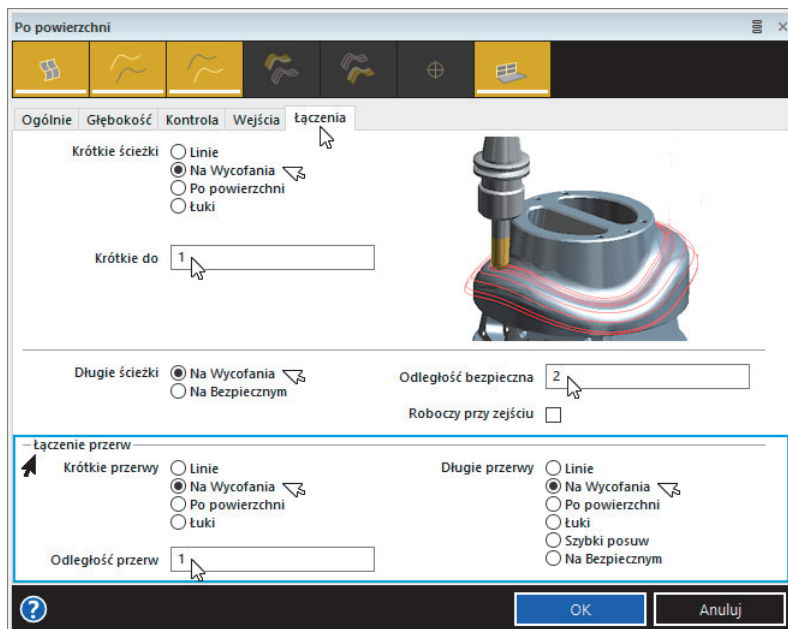 Po powierzchni
Ogólnie Głębokość Kontrola Wejścia Łączenia
Krótkie ścieżki
Linie
Na Wycofania
Po powierzchni
Łuki
Krótkie do 1
Długie ścieżki
Na Wycofania
Na Bezpiecznym
Odległość bezpieczna 2
Roboczy przy zejściu
Łączenie przerw
Krótkie przerwy
Linie
Na Wycofania
Po powierzchni
Łuki
Odległość przerw 1
Długie przerwy
Linie
Na Wycofania
Po powierzchni
Łuki
Szybki posuw
Na Bezpiecznym
?
OK
Anuluj